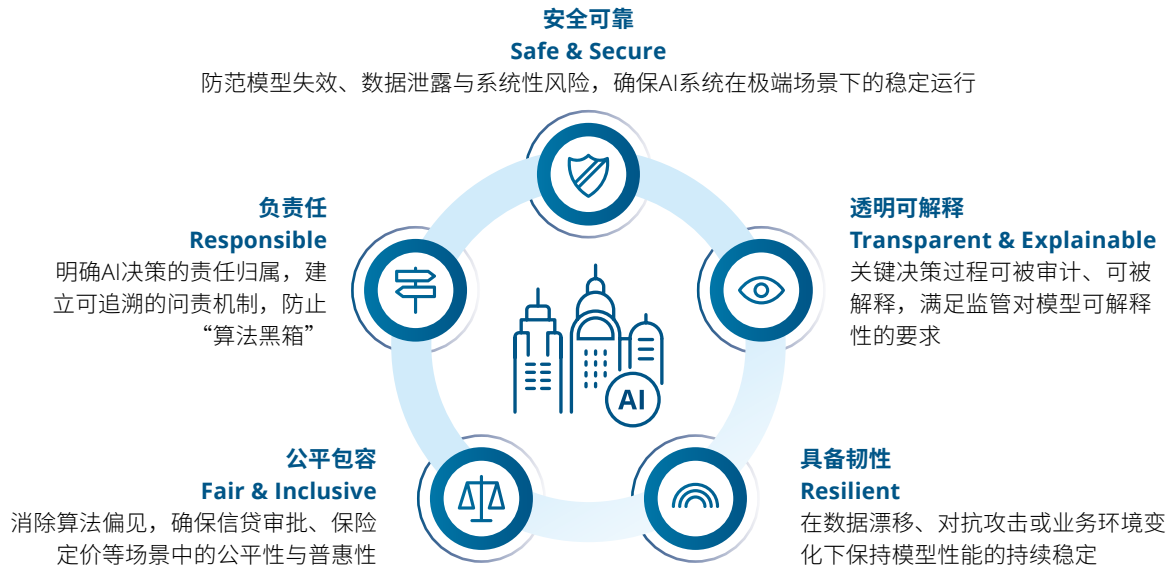 安全可靠
Safe & Secure
防范模型失效、数据泄露与系统性风险，确保AI系统在极端场景下的稳定运行
负责任
Responsible
明确AI决策的责任归属，建
立可追溯的问责机制，防止
“算法黑箱”
透明可解释
Transparent & Explainable
关键决策过程可被审计、可被
解释，满足监管对模型可解释
性的要求
AI
公平包容
Fair & Inclusive
消除算法偏见，确保信贷审批、保险
定价等场景中的公平性与普惠性
具备韧性
Resilient
在数据漂移、对抗攻击或业务环境变
化下保持模型性能的持续稳定